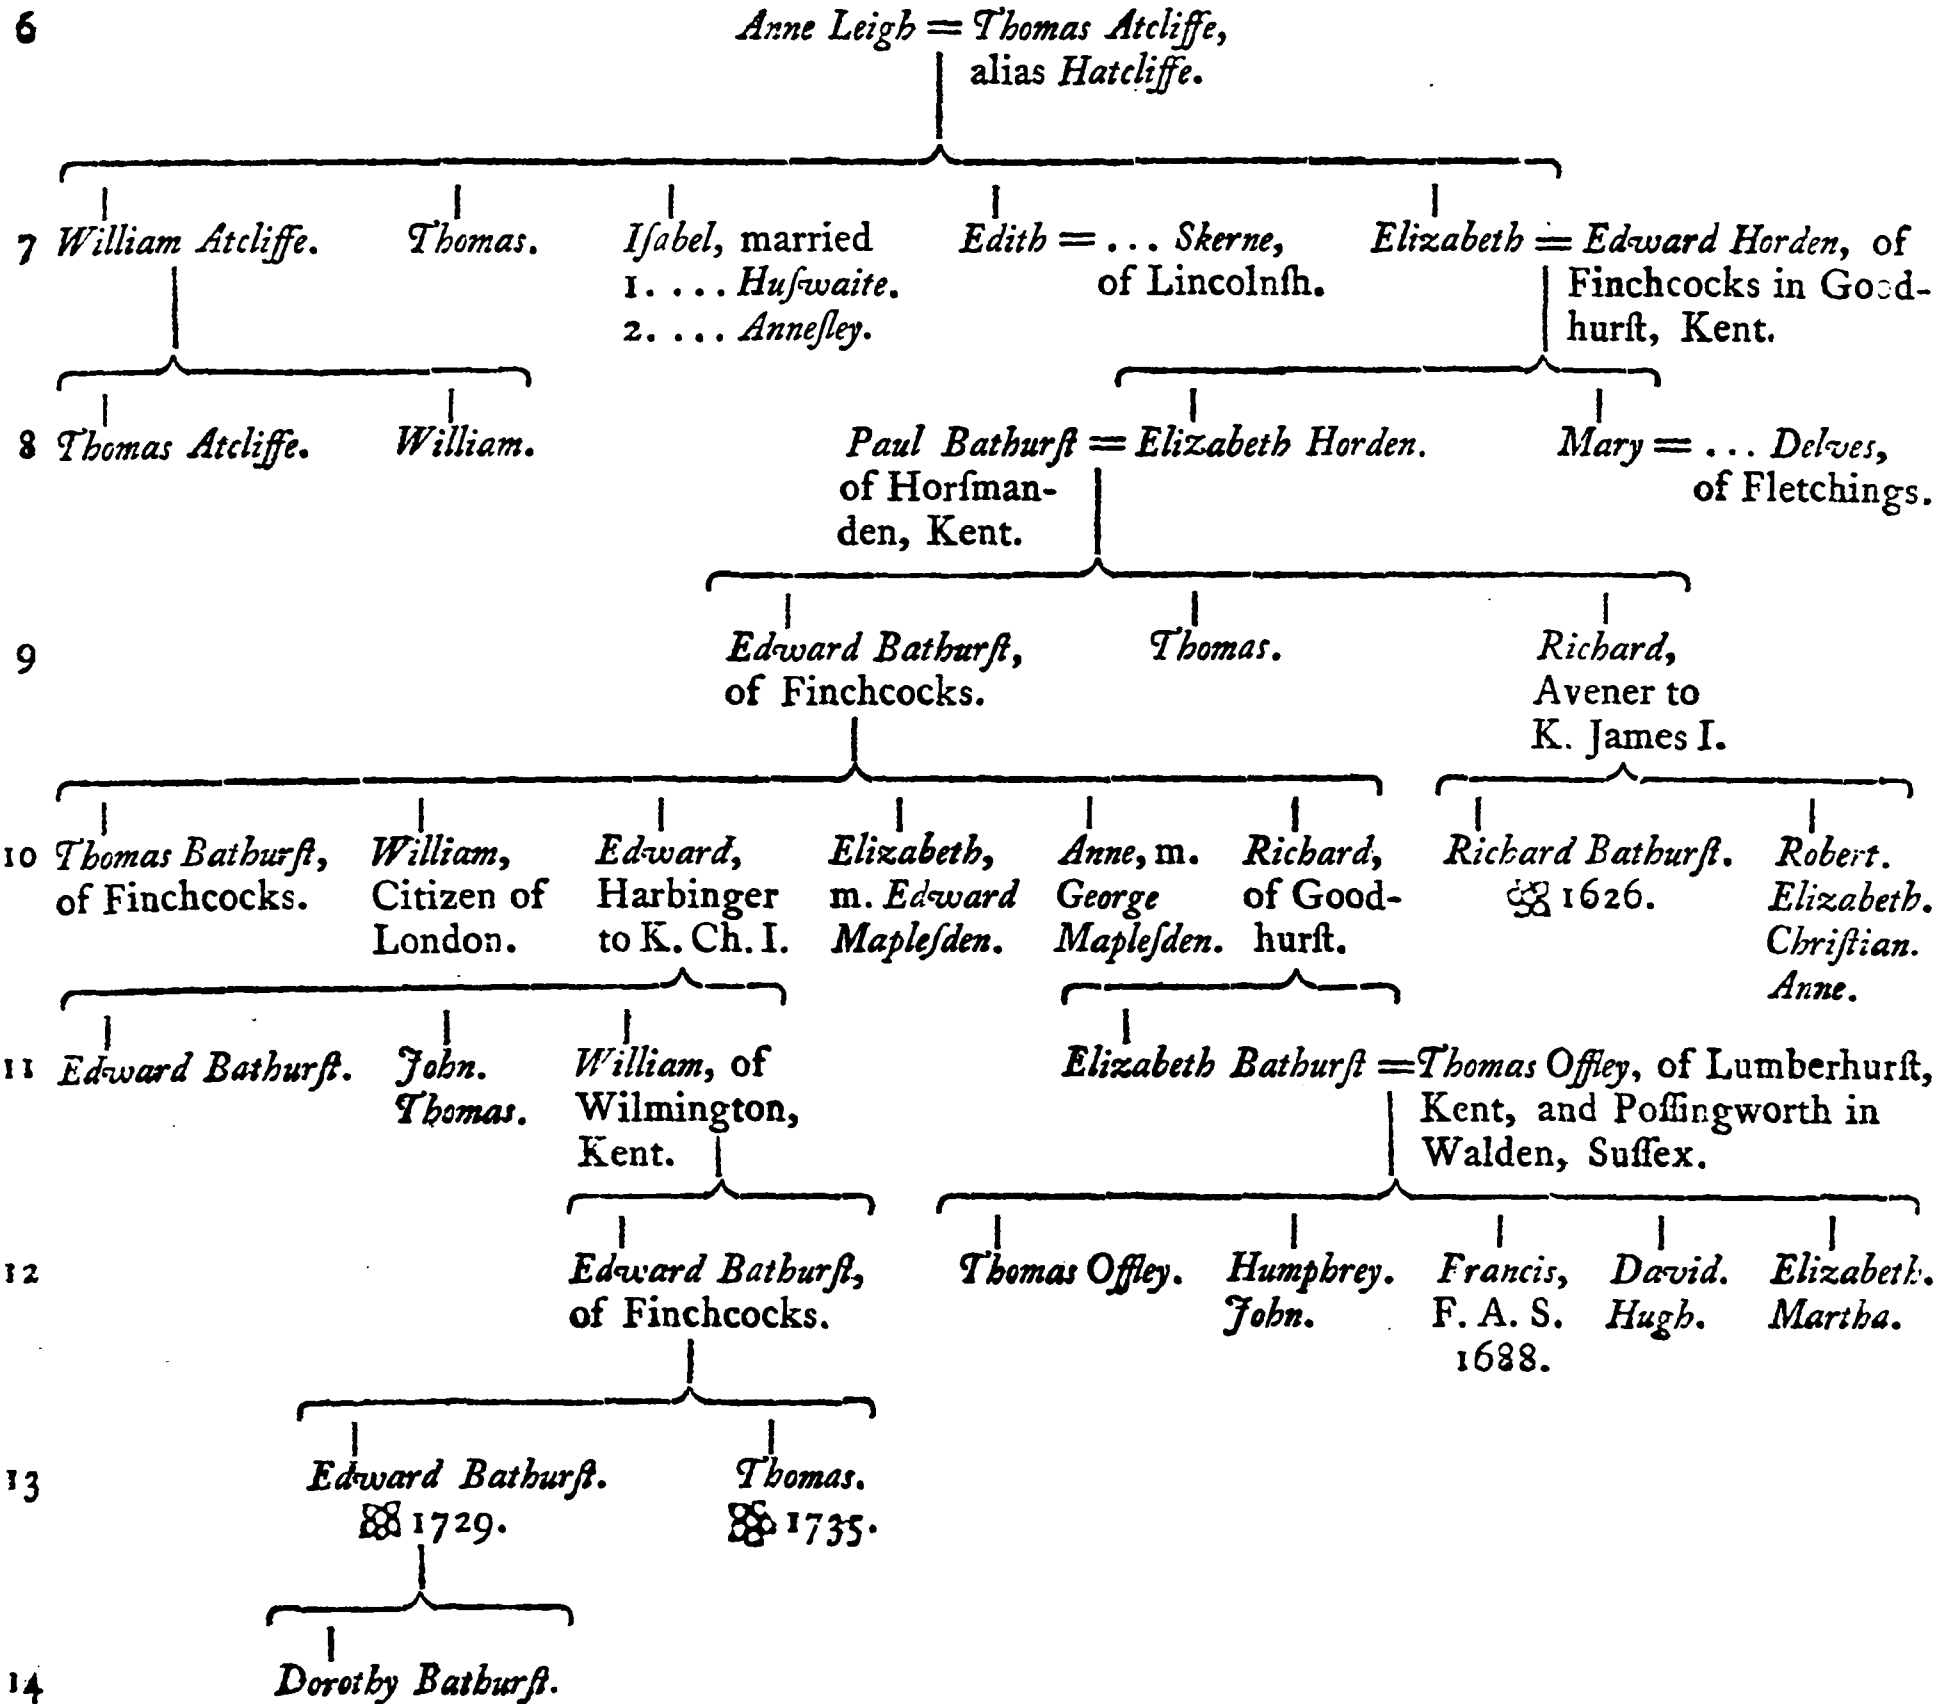 6 Anne Leigh = Thomas Atcliffe,
alias Hatcliffe.
7 William Atcliffe. Thomas. Iſabel, married Edith = ... Skerne, Elizabeth = Edward Horden, of
1. ... Huſwaite. of Lincolnſh. Finchcocks in Good-
2. ... Anneſley. hurſt, Kent.
8 Thomas Atcliffe. William. Paul Bathurſt = Elizabeth Horden. Mary = ... Delves,
of Horſman- of Fletchings.
den, Kent.
9 Edward Bathurſt, Thomas. Richard,
of Finchcocks. Avener to
K. James I.
10 Thomas Bathurſt, William, Edward, Elizabeth, Anne, m. Richard, Richard Bathurſt. Robert.
of Finchcocks. Citizen of Harbinger m. Edward George of Good- 1626. Elizabeth.
London. to K. Ch. I. Mapleſden. Mapleſden. hurſt. Chriſtian.
Anne.
11 Edward Bathurſt. John. William, of Elizabeth Bathurſt = Thomas Offley, of Lumberhurſt,
Thomas. Wilmington, Kent, and Poſſingworth in
Kent. Walden, Suſſex.
12 Edward Bathurſt, Thomas Offley. Humphrey. Francis, David. Elizabeth.
of Finchcocks. John. F. A. S. Hugh. Martha.
1688.
13 Edward Bathurſt. Thomas.
1729. 1735.
14 Dorothy Bathurſt.